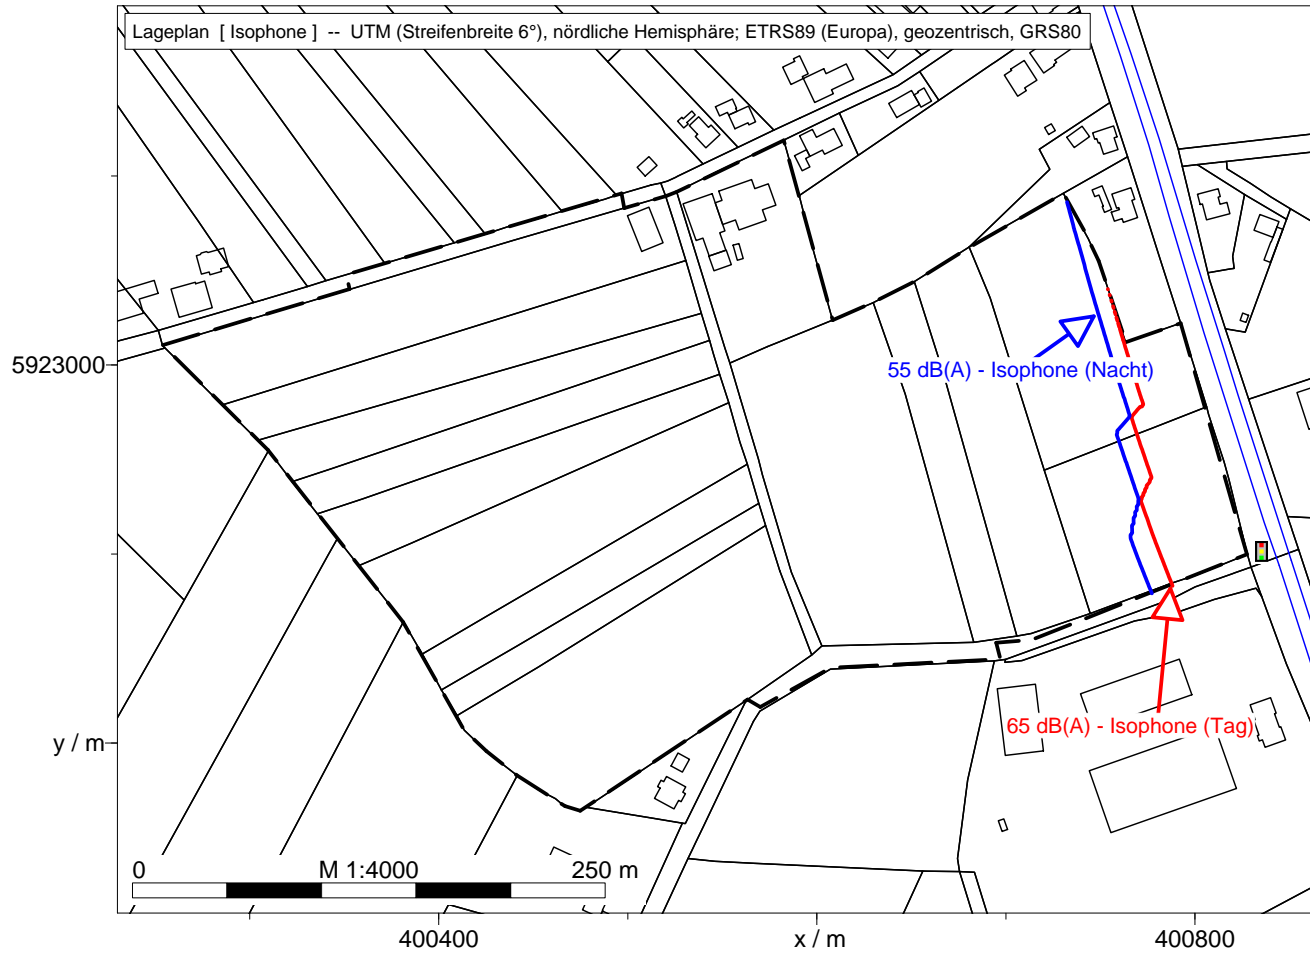 Lageplan [ Isophone ] -- UTM (Streifenbreite 6°), nördliche Hemisphäre; ETRS89 (Europa), geozentrisch, GRS80
5923000
55 dB(A) - Isophone (Nacht)
65 dB(A) - Isophone (Tag)
y / m
0 M 1:4000 250 m
400400 x / m 400800